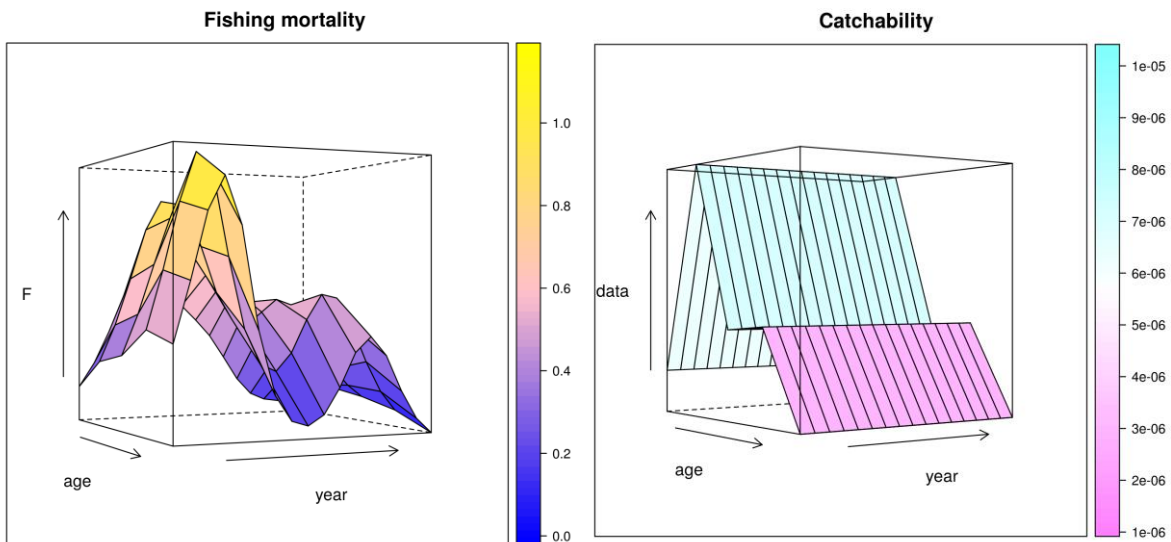 Fishing mortality
F
age
year
1.0
0.8
0.6
0.4
0.2
0.0
Catchability
data
age
year
1e-05
9e-06
8e-06
7e-06
6e-06
5e-06
4e-06
3e-06
2e-06
1e-06